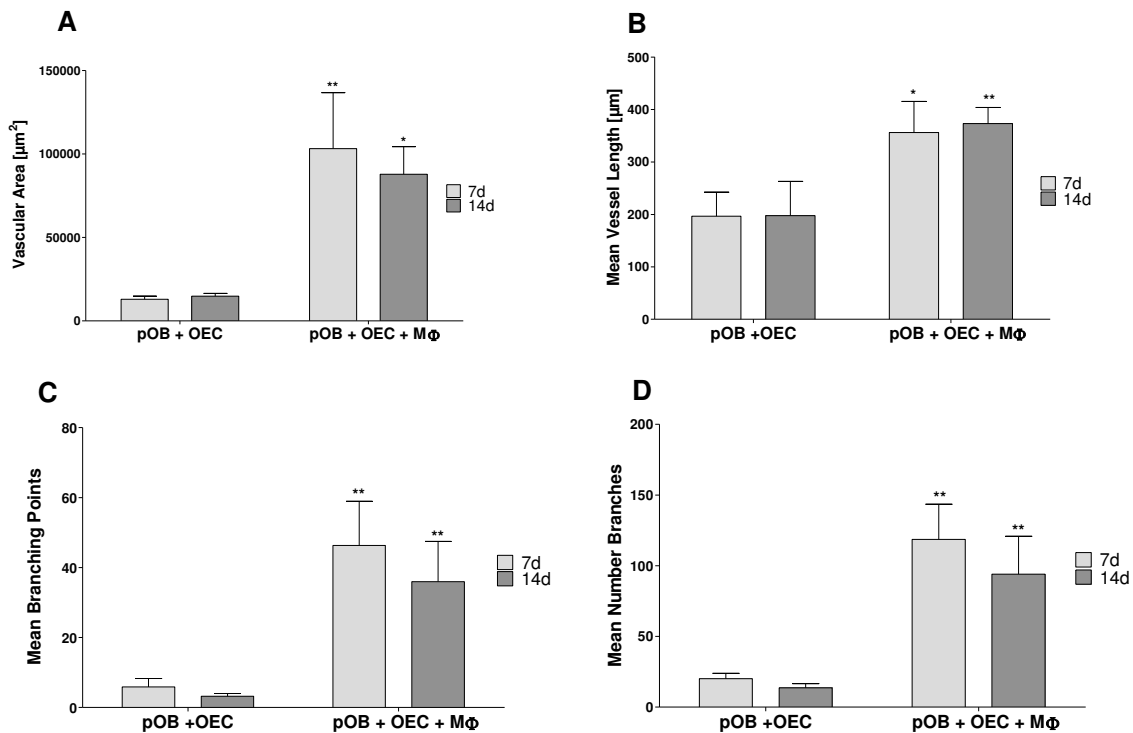 A
Vascular Area [µm²]
150000
100000
50000
0
**
*
pOB + OEC
pOB + OEC + MΦ
7d
14d
B
Mean Vessel Length [µm]
500
400
300
200
100
0
*
**
pOB +OEC
pOB + OEC + MΦ
7d
14d
C
Mean Branching Points
80
60
40
20
0
**
**
pOB +OEC
pOB + OEC + MΦ
7d
14d
D
Mean Number Branches
200
150
100
50
0
**
**
pOB +OEC
pOB + OEC + MΦ
7d
14d